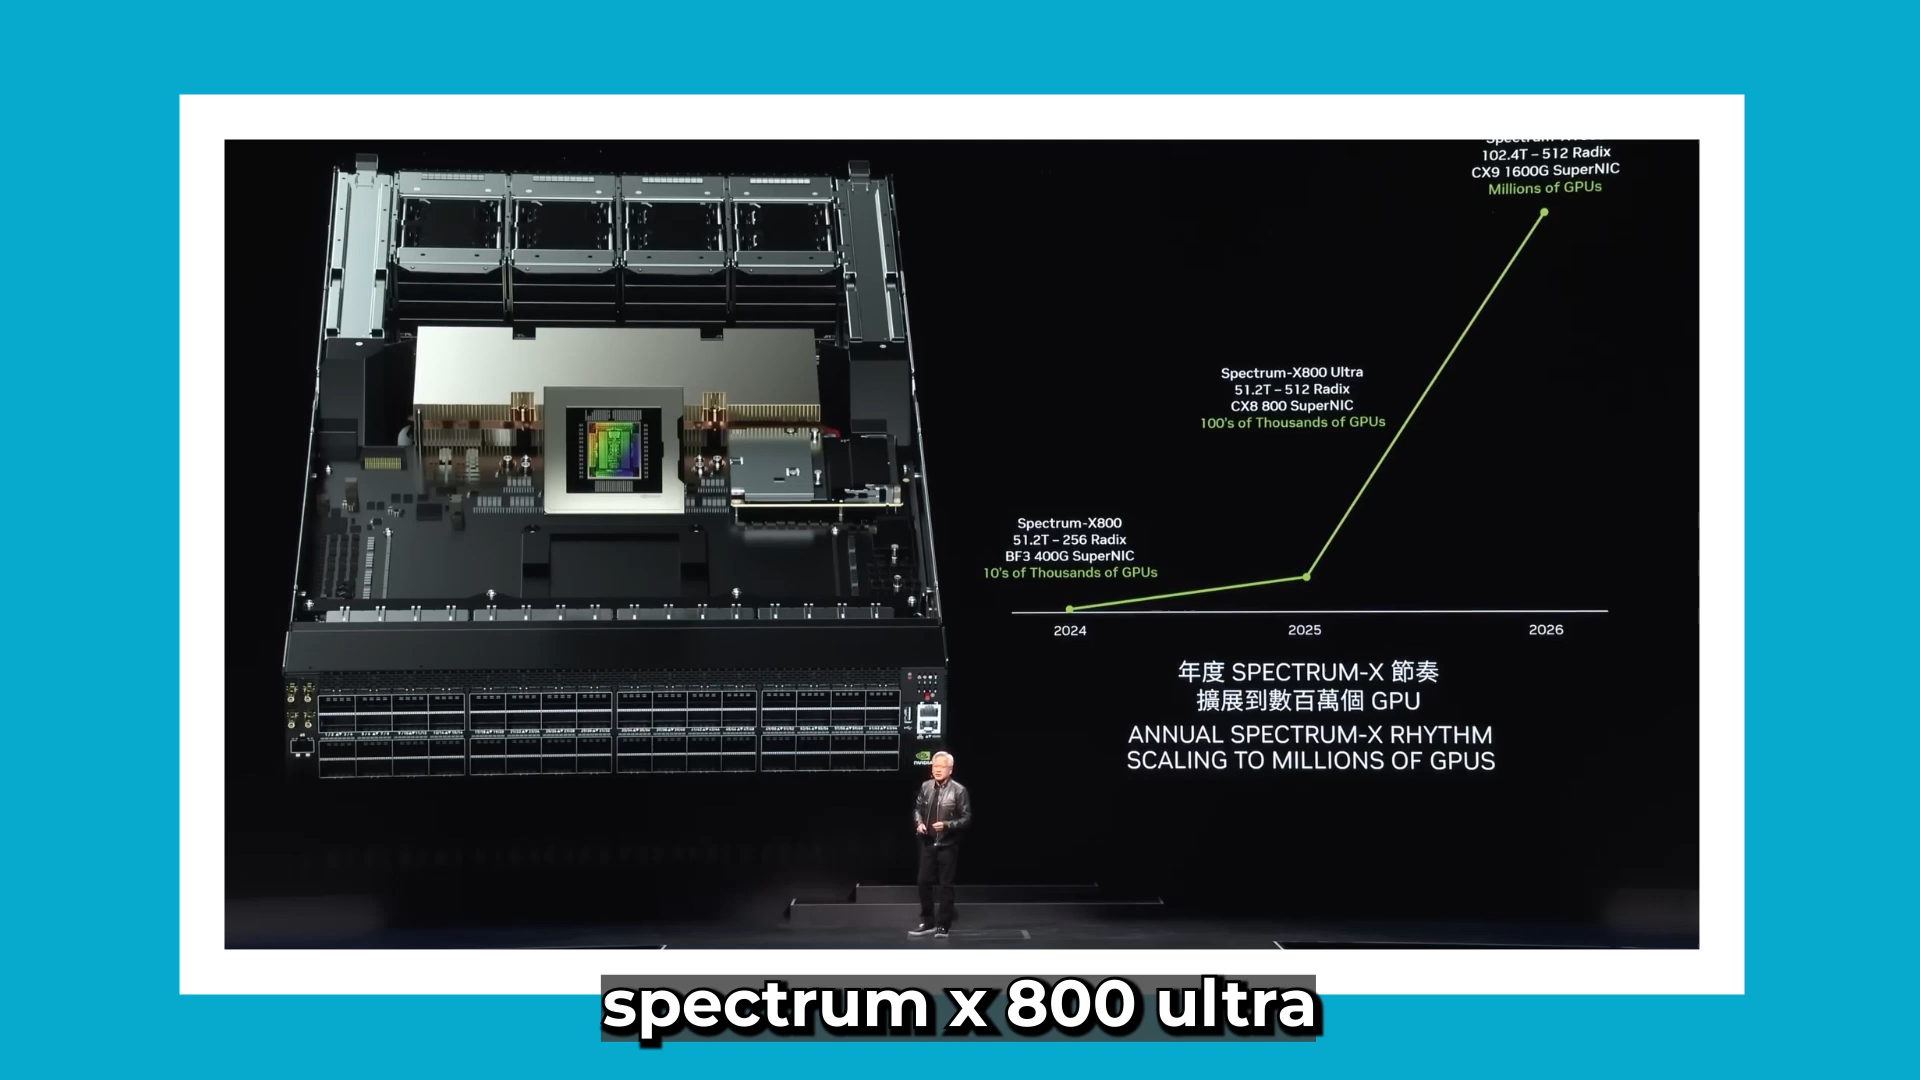 102.4T – 512 Radix
CX9 1600G SuperNIC
Millions of GPUs
Spectrum-X800 Ultra
51.2T – 512 Radix
CX8 800 SuperNIC
100's of Thousands of GPUs
Spectrum-X800
51.2T – 256 Radix
BF3 400G SuperNIC
10's of Thousands of GPUs
2024
2025
2026
年度 SPECTRUM-X 節奏
擴展到數百萬個 GPU
ANNUAL SPECTRUM-X RHYTHM
SCALING TO MILLIONS OF GPUS
spectrum x 800 ultra